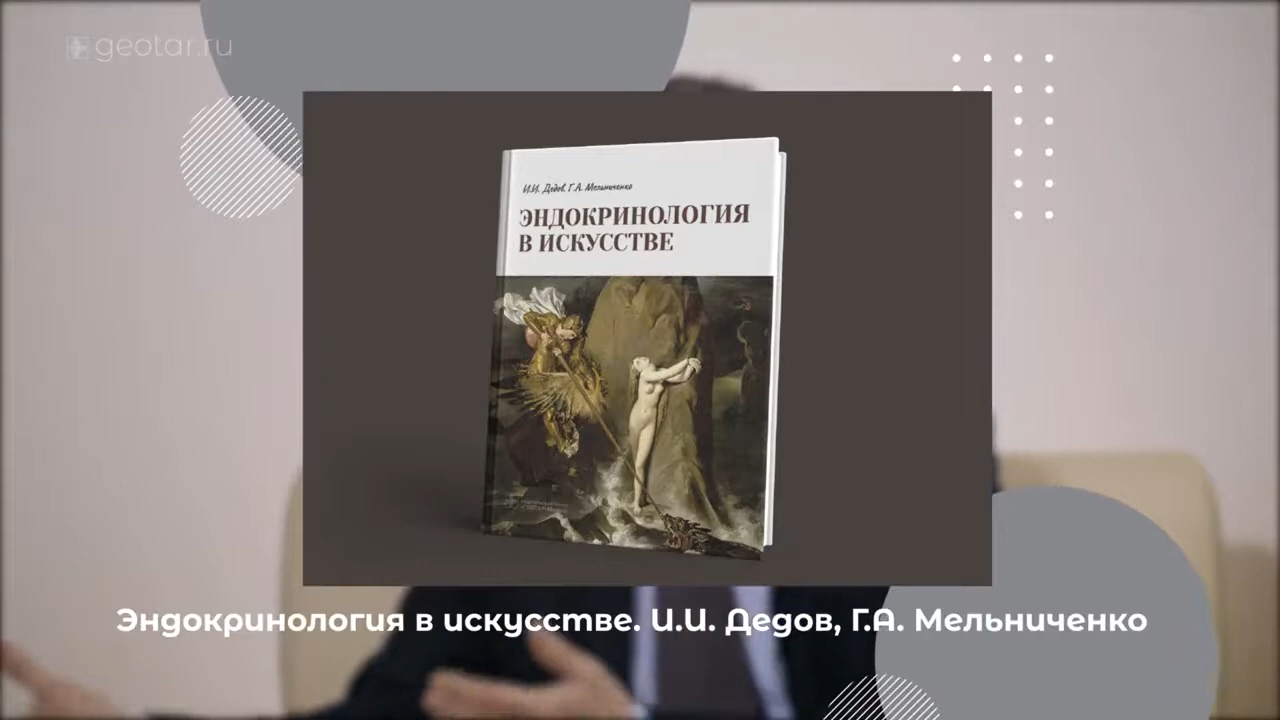 geotar.ru
И.И. Дедов, Г.А. Мельниченко
ЭНДОКРИНОЛОГИЯ
В ИСКУССТВЕ
Эндокринология в искусстве. И.И. Дедов, Г.А. Мельниченко